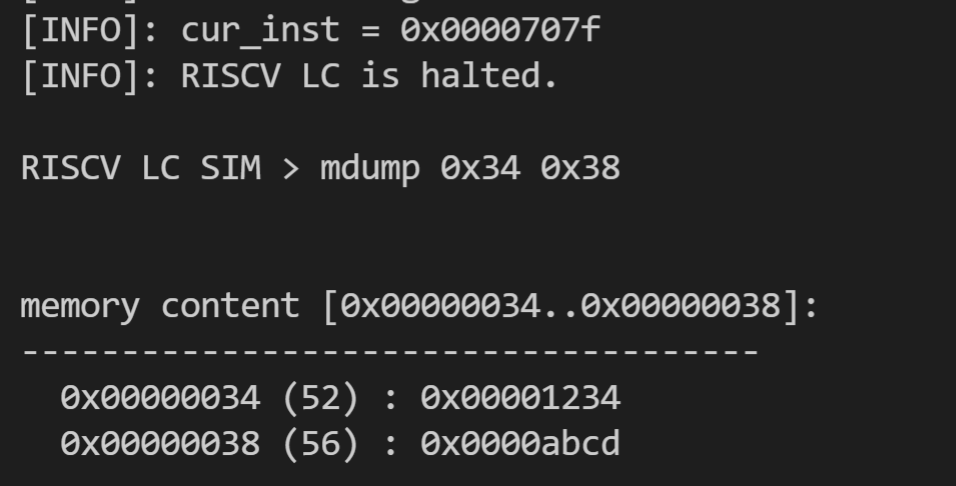 [INFO]: cur_inst = 0x0000707f
[INFO]: RISCV LC is halted.
RISCV LC SIM > mdump 0x34 0x38
memory content [0x00000034..0x00000038]:
-------------------------------------
0x00000034 (52) : 0x00001234
0x00000038 (56) : 0x0000abcd